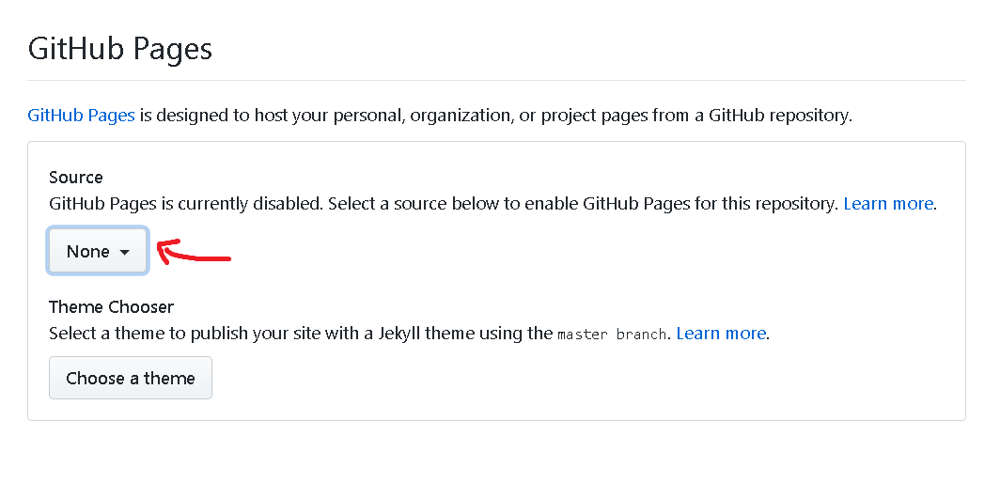 GitHub Pages
GitHub Pages is designed to host your personal, organization, or project pages from a GitHub repository.
Source
GitHub Pages is currently disabled. Select a source below to enable GitHub Pages for this repository. Learn more.
None
Theme Chooser
Select a theme to publish your site with a Jekyll theme using the master branch. Learn more.
Choose a theme